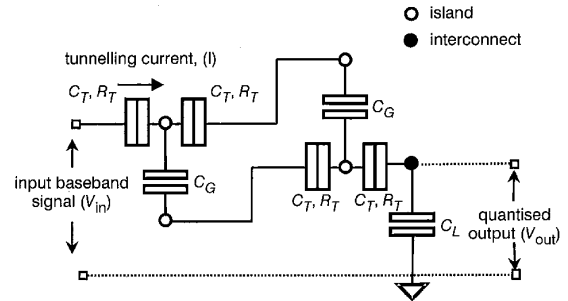 island
interconnect
tunnelling current, (I)
C_T, R_T
C_T, R_T
C_G
C_G
input baseband
signal (V_in)
C_T, R_T
C_T, R_T
C_L
quantised
output (V_out)